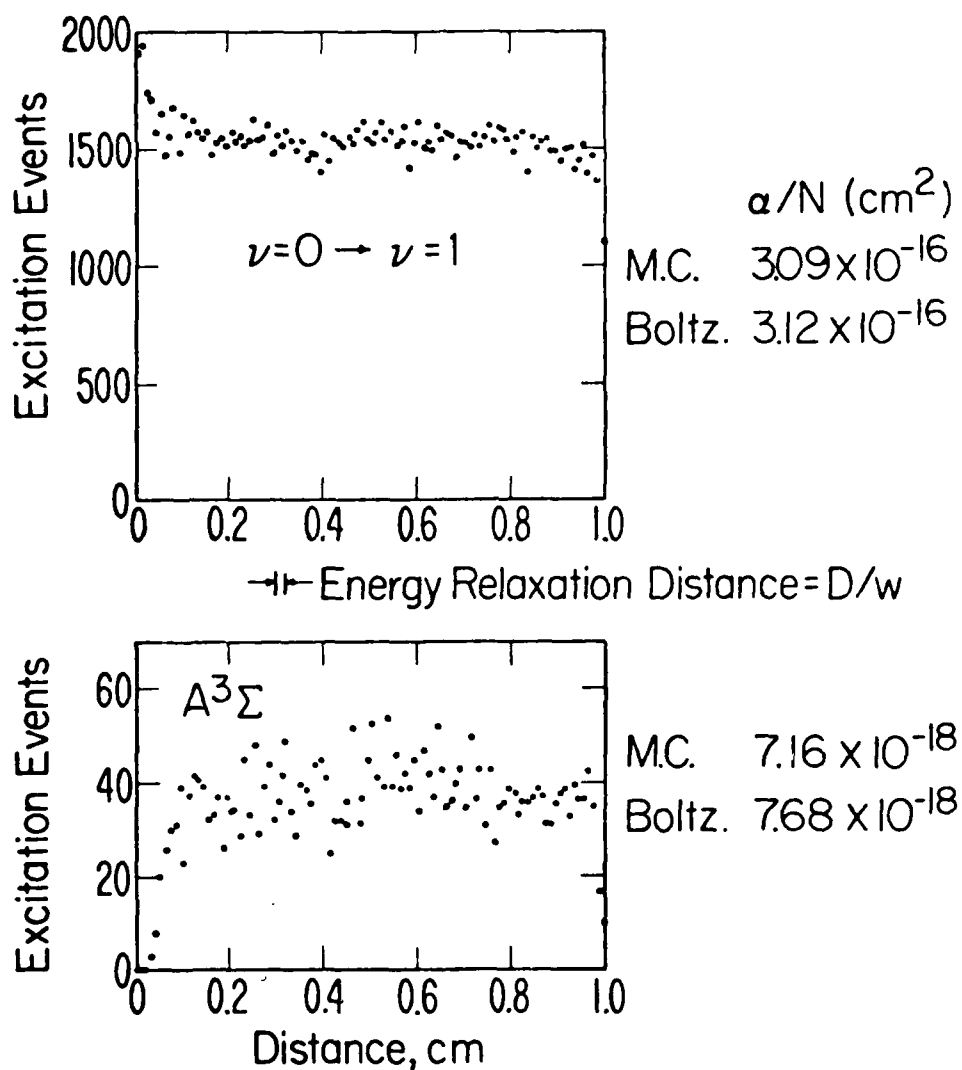 Excitation Events
2000
1500
1000
500
0
ν=0 → ν=1
0 0.2 0.4 0.6 0.8 1.0
α/N (cm²)
M.C. 3.09 x 10⁻¹⁶
Boltz. 3.12 x 10⁻¹⁶
Energy Relaxation Distance = D/w
Excitation Events
60
40
20
0
A³Σ
0 0.2 0.4 0.6 0.8 1.0
Distance, cm
M.C. 7.16 x 10⁻¹⁸
Boltz. 7.68 x 10⁻¹⁸